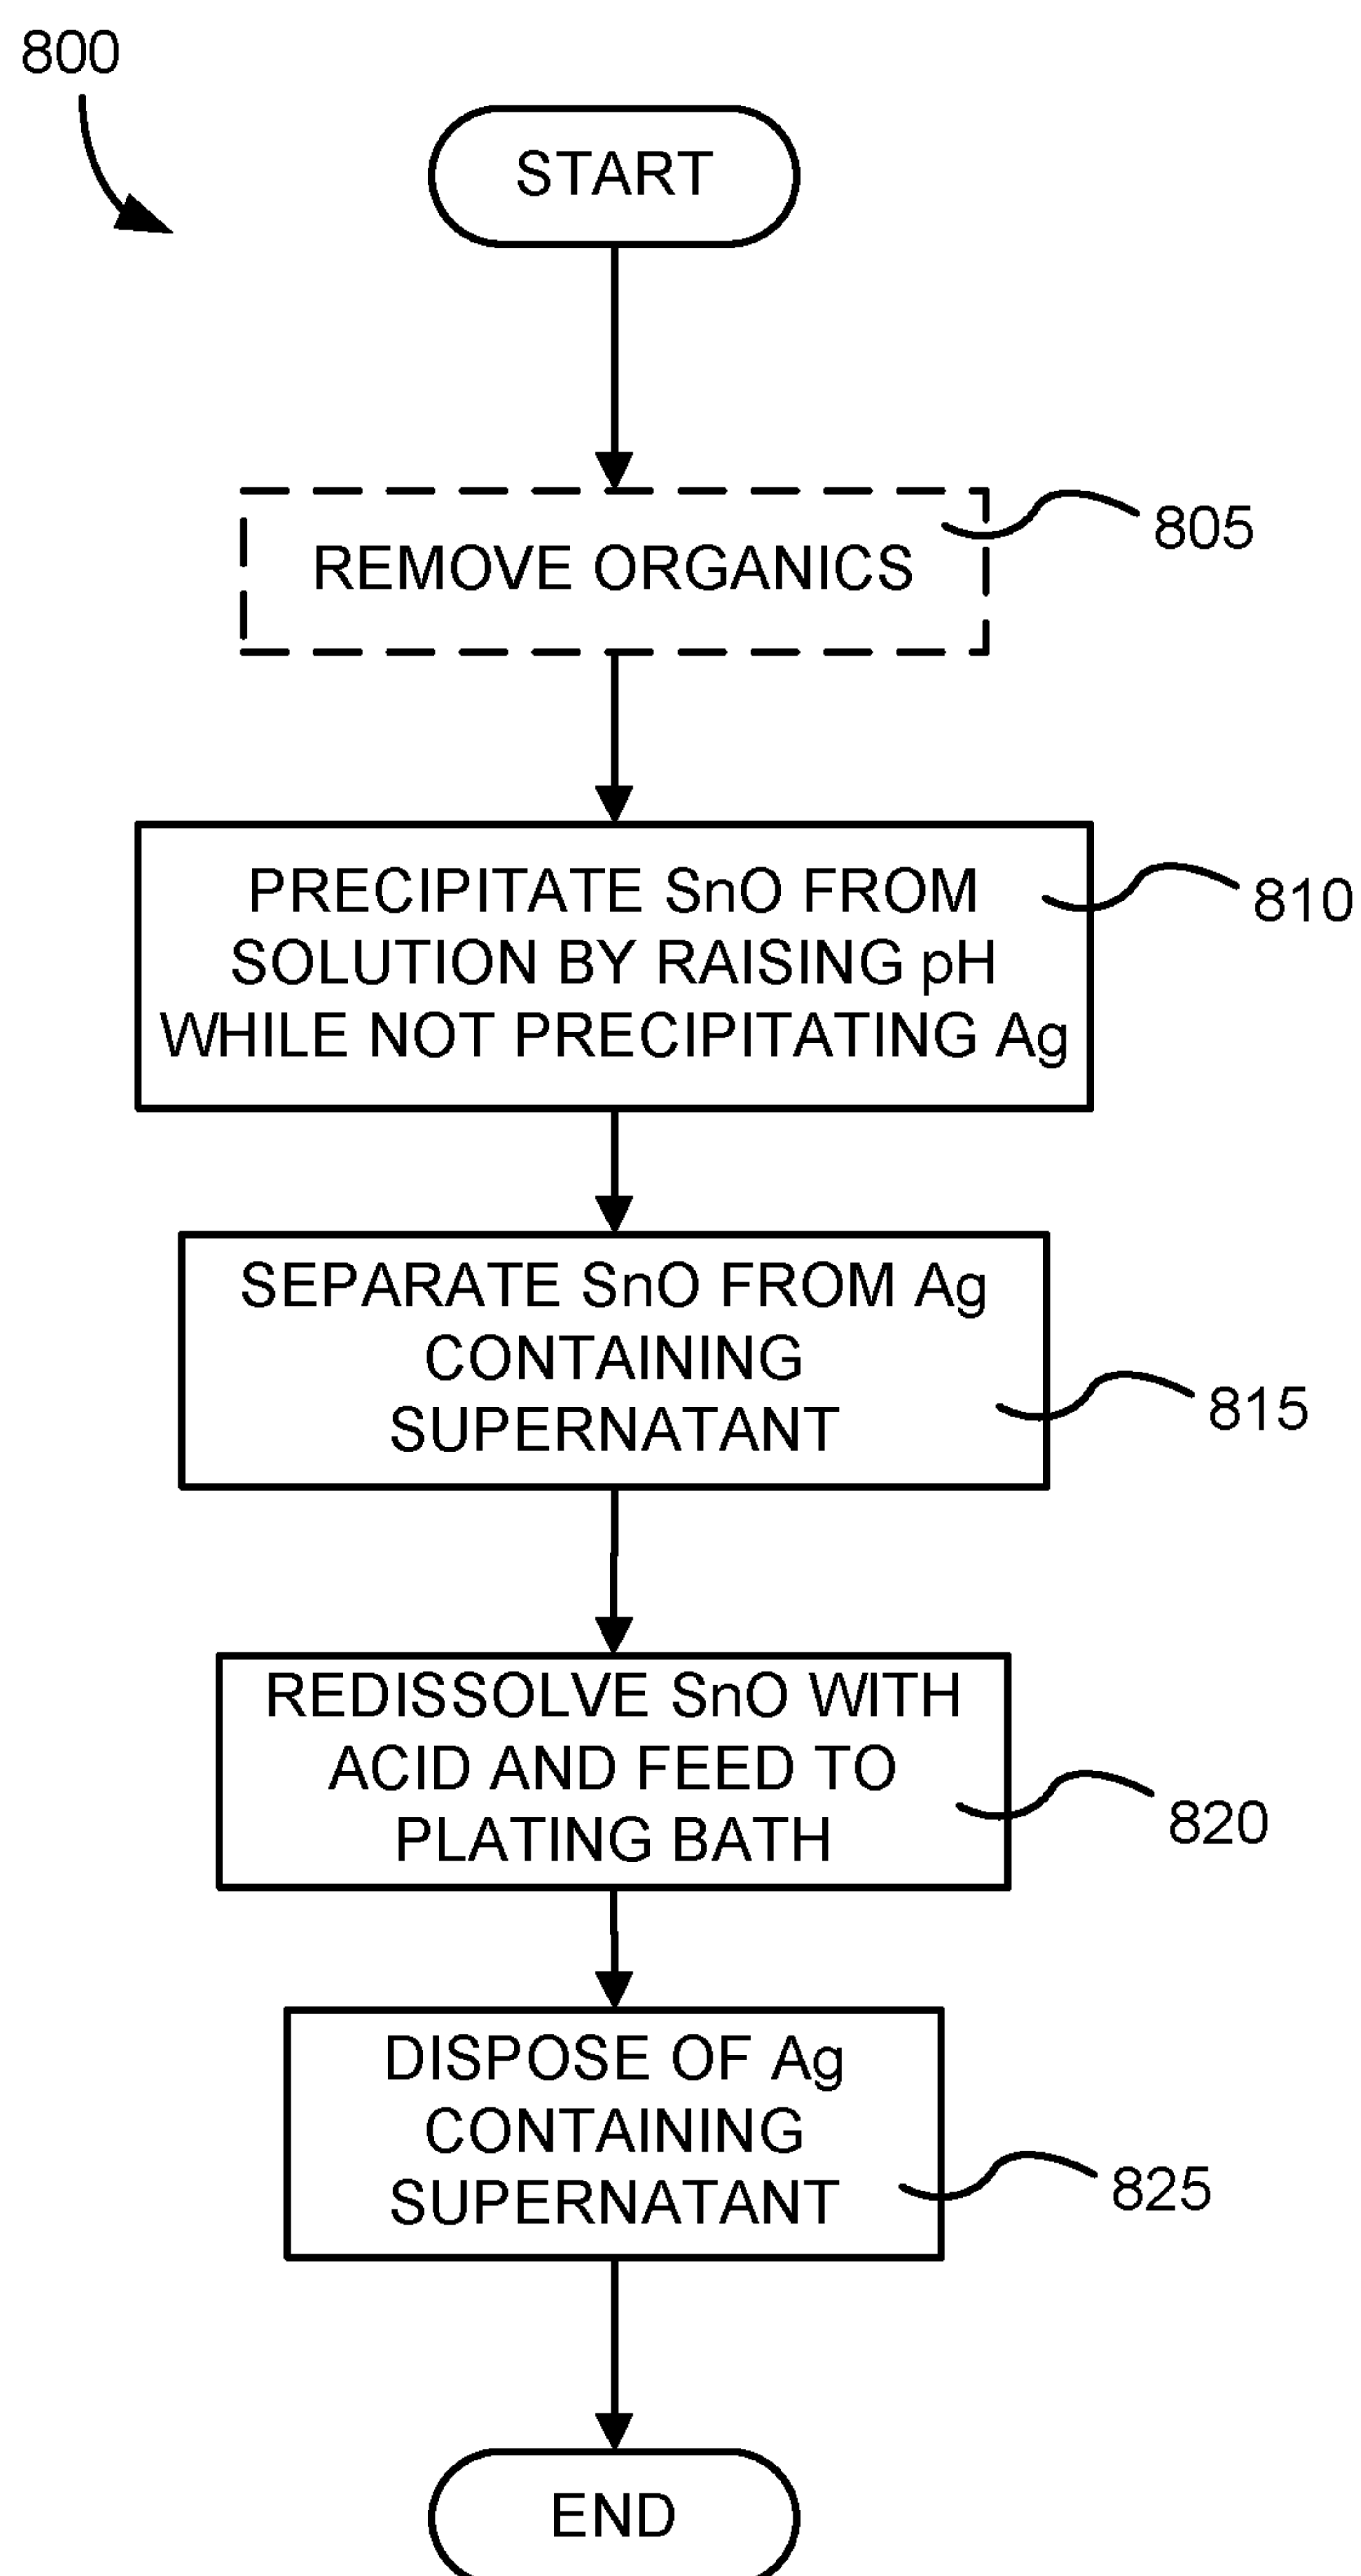 800
START
REMOVE ORGANICS
805
PRECIPITATE SnO FROM
SOLUTION BY RAISING pH
WHILE NOT PRECIPITATING Ag
810
SEPARATE SnO FROM Ag
CONTAINING
SUPERNATANT
815
REDISSOLVE SnO WITH
ACID AND FEED TO
PLATING BATH
820
DISPOSE OF Ag
CONTAINING
SUPERNATANT
825
END